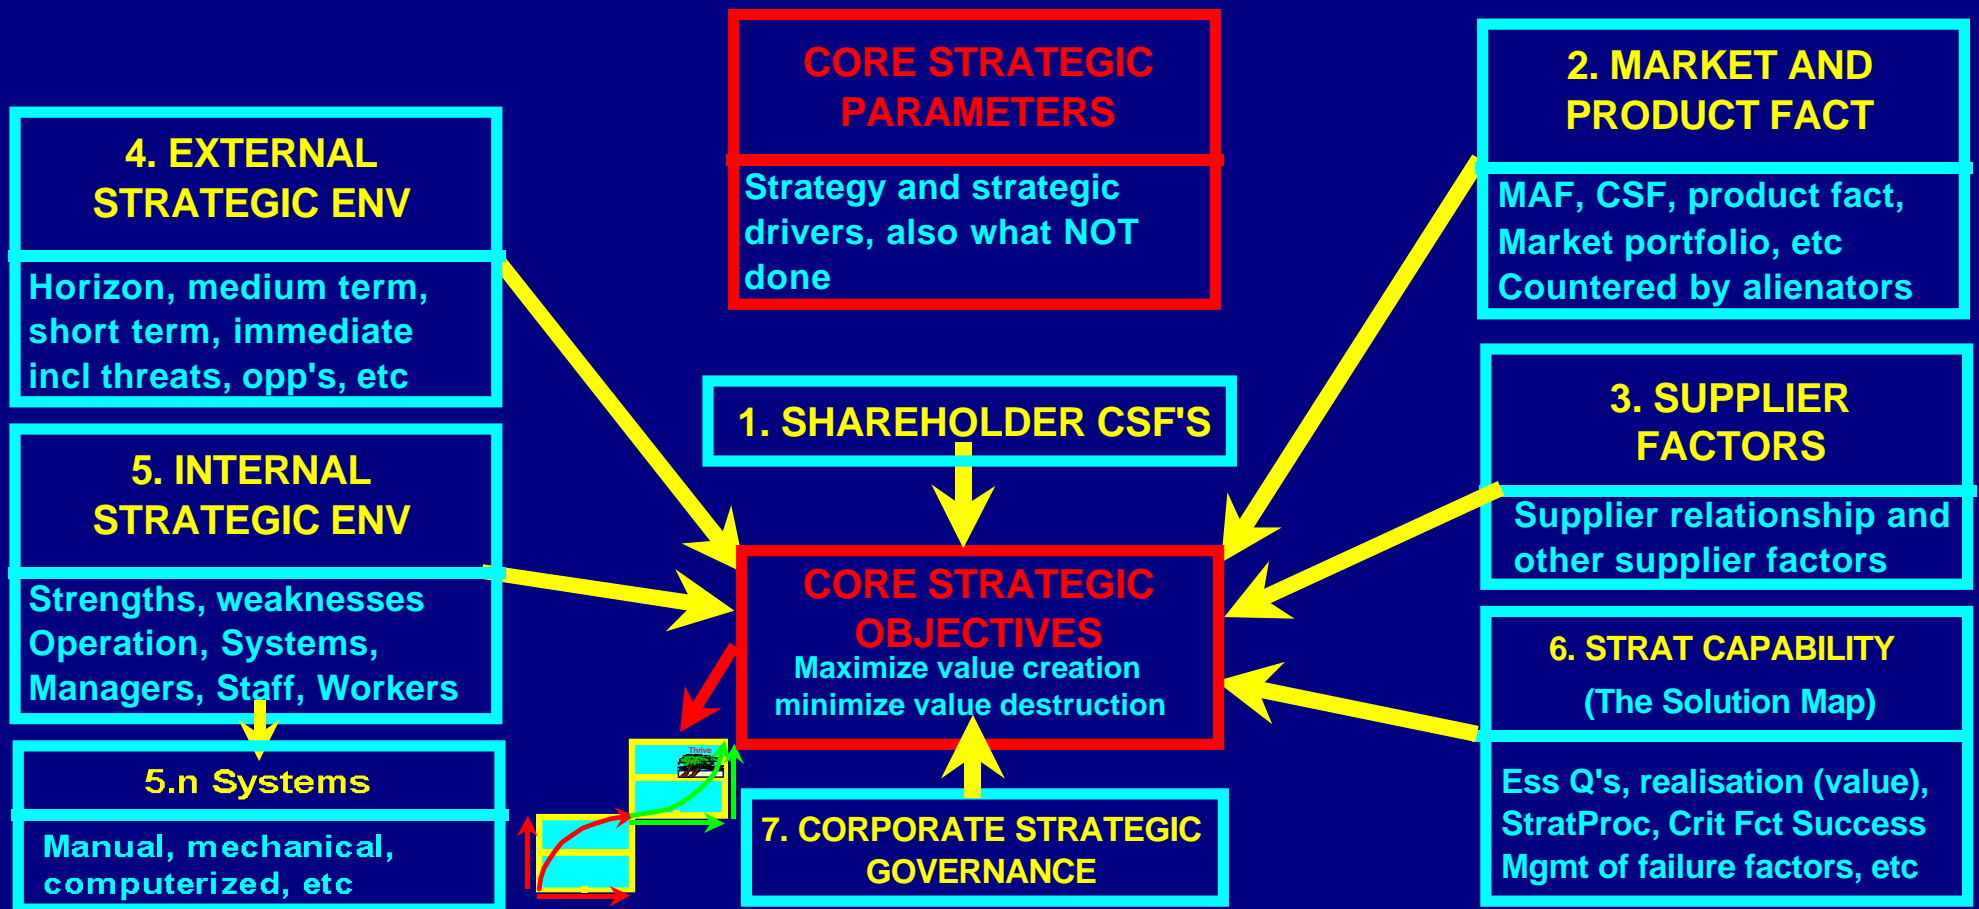 CORE STRATEGIC
PARAMETERS
Strategy and strategic
drivers, also what NOT
done
2. MARKET AND
PRODUCT FACT
MAF, CSF, product fact,
Market portfolio, etc
Countered by alienators
4. EXTERNAL
STRATEGIC ENV
Horizon, medium term,
short term, immediate
incl threats, opp's, etc
1. SHAREHOLDER CSF'S
3. SUPPLIER
FACTORS
Supplier relationship and
other supplier factors
5. INTERNAL
STRATEGIC ENV
Strengths, weaknesses
Operation, Systems,
Managers, Staff, Workers
CORE STRATEGIC
OBJECTIVES
Maximize value creation
minimize value destruction
6. STRAT CAPABILITY
(The Solution Map)
Ess Q's, realisation (value),
StratProc, Crit Fct Success
Mgmt of failure factors, etc
5.n Systems
Manual, mechanical,
computerized, etc
Thrive
7. CORPORATE STRATEGIC
GOVERNANCE